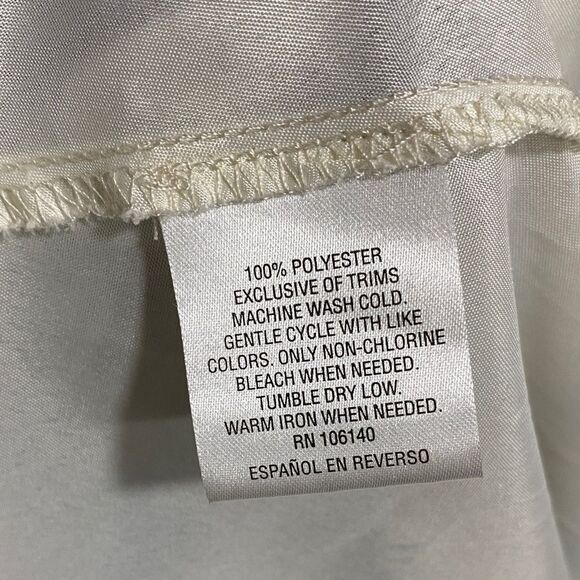 100% POLYESTER
EXCLUSIVE OF TRIMS
MACHINE WASH COLD.
GENTLE CYCLE WITH LIKE
COLORS. ONLY NON-CHLORINE
BLEACH WHEN NEEDED.
TUMBLE DRY LOW.
WARM IRON WHEN NEEDED.
RN 106140
ESPAÑOL EN REVERSO